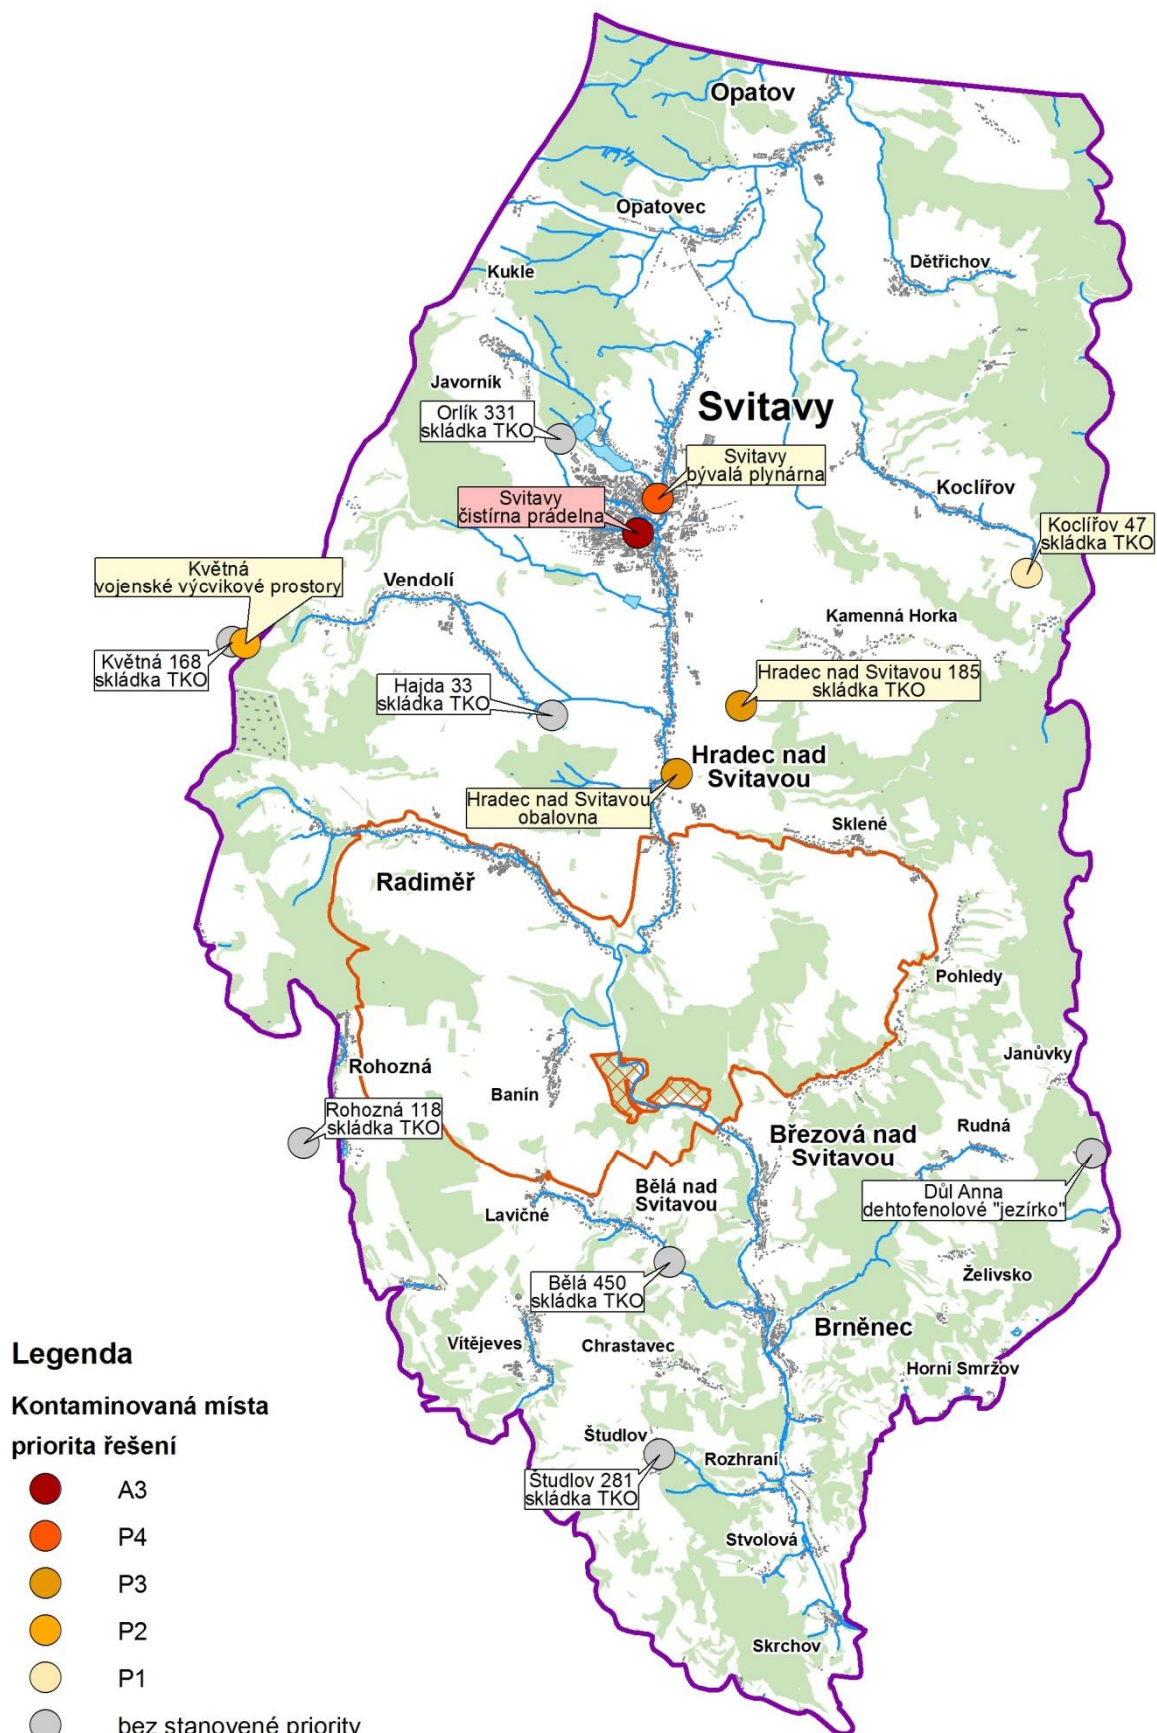 Opatov
Opatovec
Dětřichov
Kukle
Javorník
Svitavy
Orlík 331
skládka TKO
Svitavy
bývalá plynárna
Svitavy
čistírna prádelna
Koclířov
Koclířov 47
skládka TKO
Květná
vojenské výcvikové prostory
Vendolí
Kamenná Horka
Květná 168
skládka TKO
Hajda 33
skládka TKO
Hradec nad Svitavou 185
skládka TKO
Hradec nad
Svitavou
Hradec nad Svitavou
obalovna
Sklené
Radiměř
Pohledy
Janůvky
Rohozná
Banín
Rohozná 118
skládka TKO
Rudná
Březová nad
Svitavou
Bělá nad
Svitavou
Důl Anna
dehtofenolové "jezírko"
Lavičné
Želivsko
Bělá 450
skládka TKO
Brněnec
Vítějeves
Chrastavec
Horní Smržov
Študlov
Rozhraní
Študlov 281
skládka TKO
Stvolová
Skrchov
Legenda
Kontaminovaná místa
priorita řešení
A3
P4
P3
P2
P1
bez stanovené priority